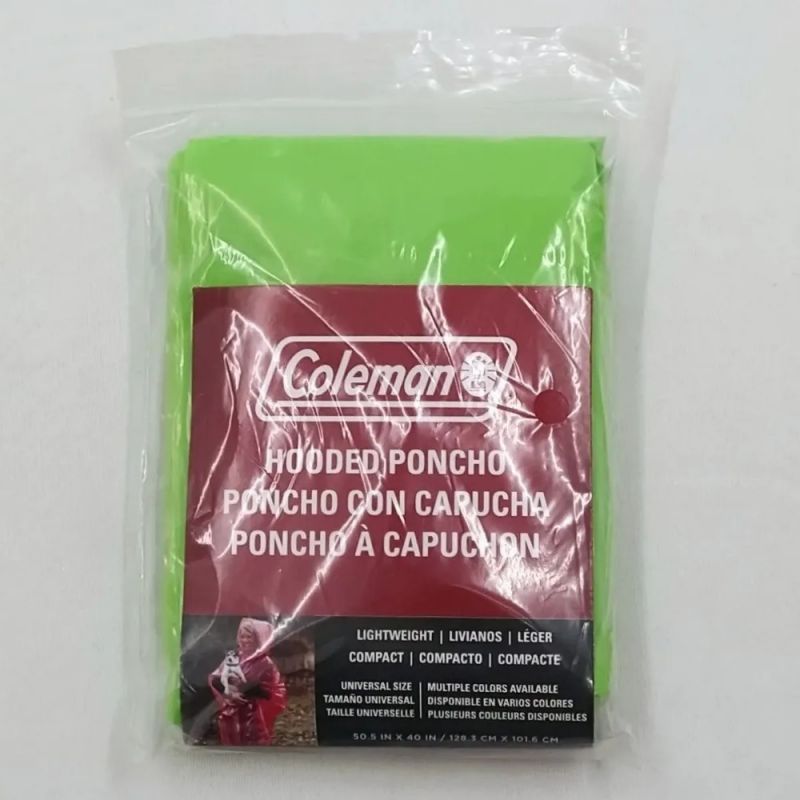 Coleman
HOODED PONCHO
PONCHO CON CAPUCHA
PONCHO À CAPUCHON
LIGHTWEIGHT | LIVIANOS | LÉGER
COMPACT | COMPACTO | COMPACTE
UNIVERSAL SIZE | MULTIPLE COLORS AVAILABLE
TAMAÑO UNIVERSAL | DISPONIBLE EN VARIOS COLORES
TAILLE UNIVERSELLE | PLUSIEURS COULEURS DISPONIBLES
50.5 IN X 40 IN / 128.3 CM X 101.6 CM